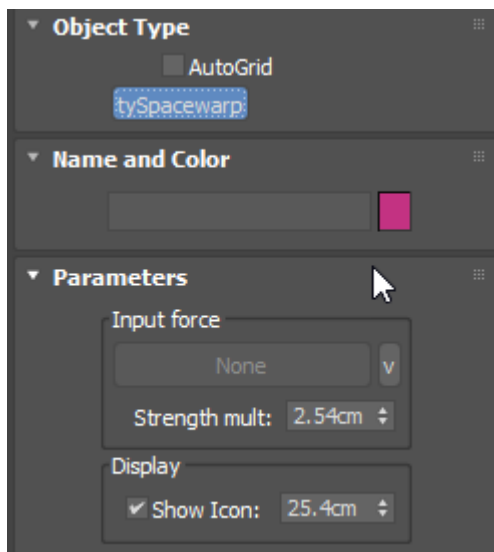 Object Type
AutoGrid
tySpacewarp
Name and Color
Parameters
Input force
None
v
Strength mult: 2.54cm
Display
Show Icon: 25.4cm